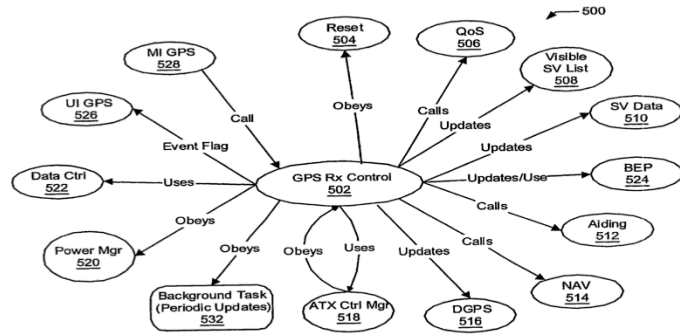 500
Reset
504
QoS
506
MI GPS
528
Visible
SV List
508
UI GPS
526
SV Data
510
Obeys
Calls
Call
Updates
Event Flag
Updates
GPS Rx Control
502
BEP
524
Data Ctrl
522
Uses
Updates/Use
Obeys
Calls
Aiding
512
Power Mgr
520
Obeys
Obeys
Uses
Updates
Calls
Background Task
(Periodic Updates)
532
ATX Ctrl Mgr
518
DGPS
516
NAV
514